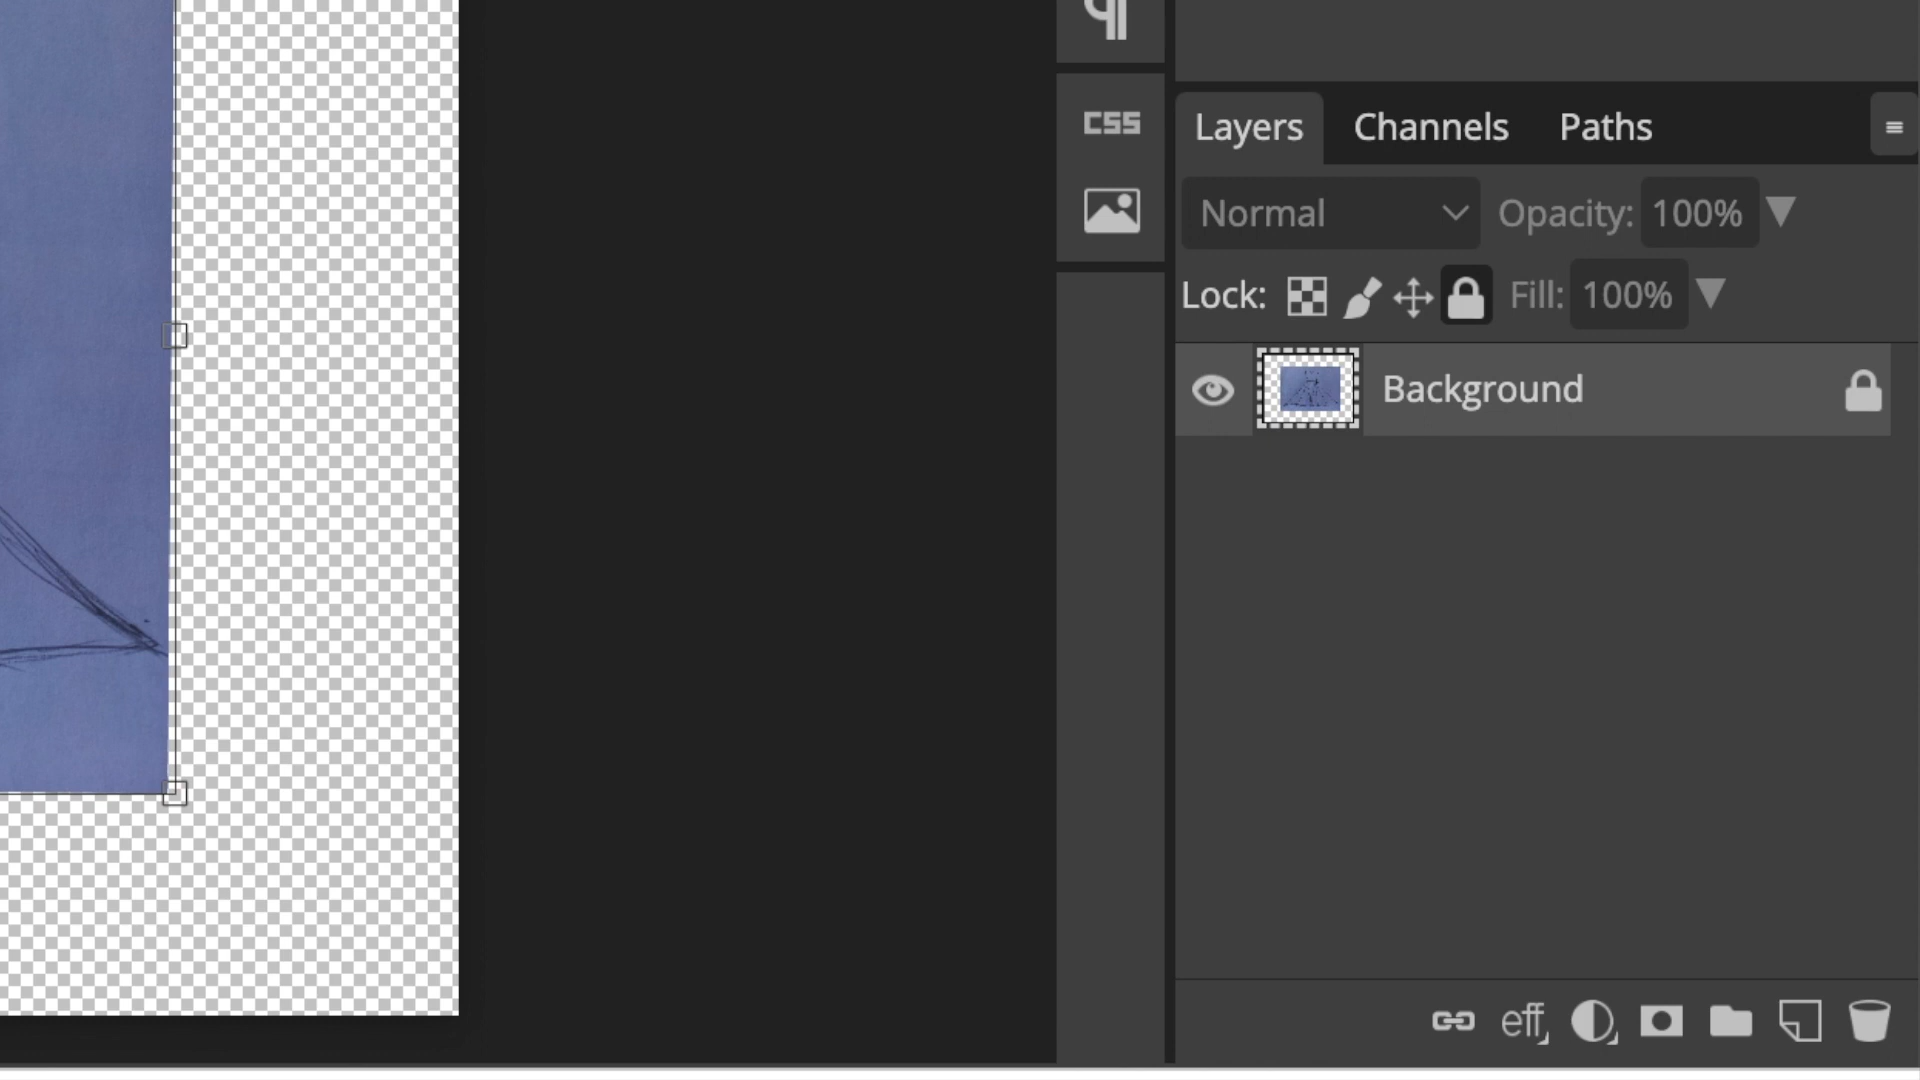 CSS
Layers Channels Paths
Normal Opacity: 100%
Lock: Fill: 100%
Background
eff